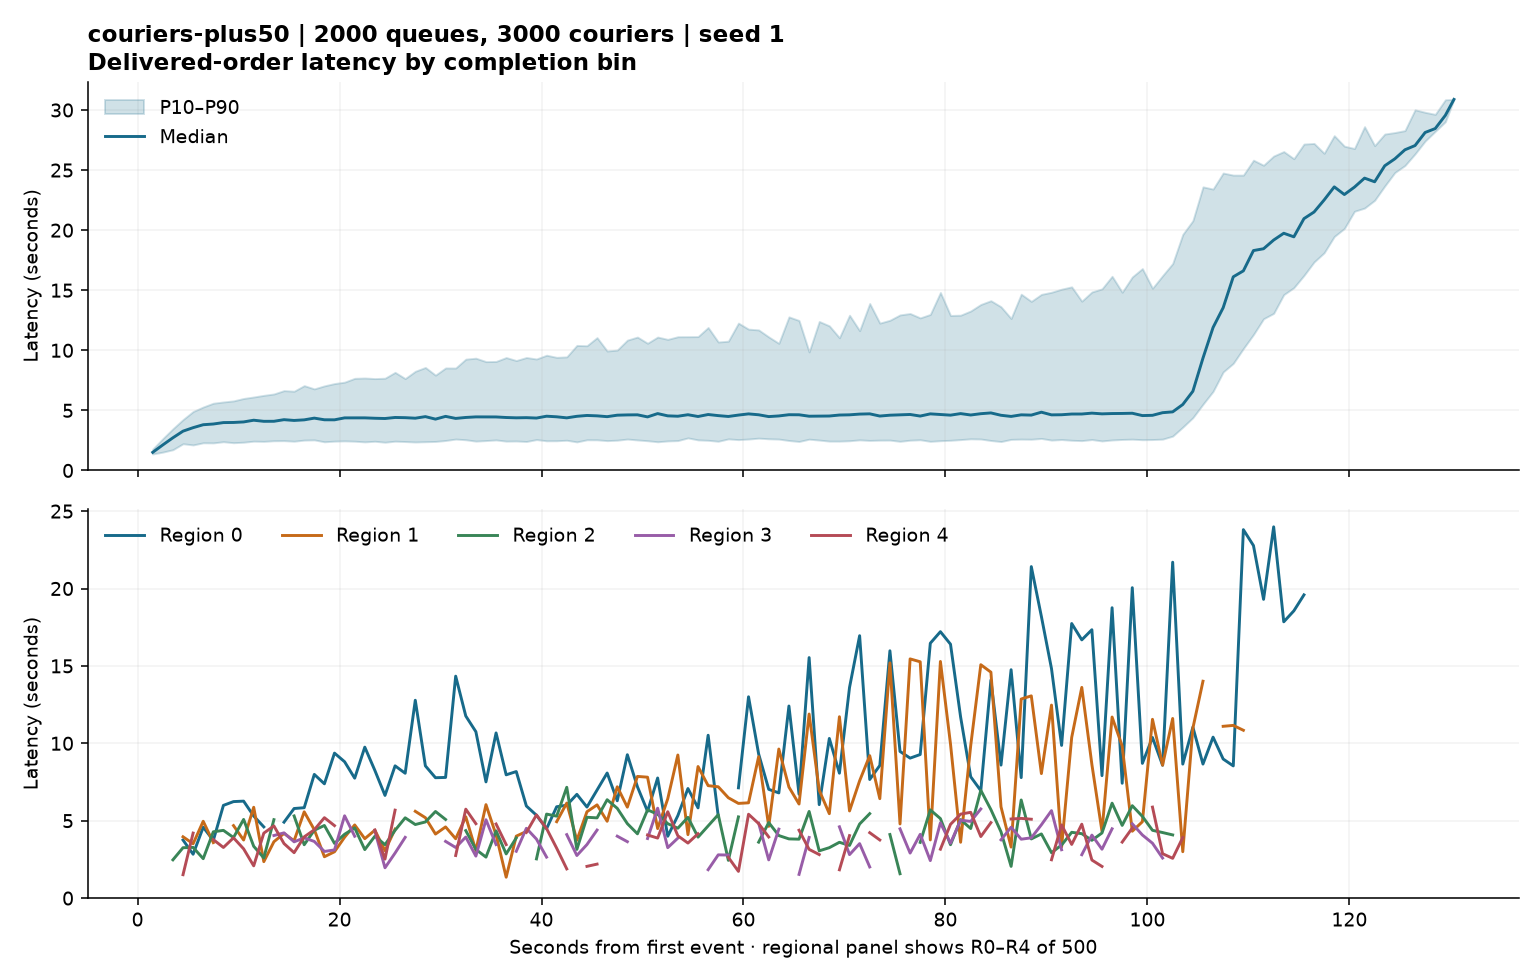 couriers-plus50 | 2000 queues, 3000 couriers | seed 1
Delivered-order latency by completion bin
P10–P90
Median
Latency (seconds)
30
25
20
15
10
5
0
Region 0
Region 1
Region 2
Region 3
Region 4
Latency (seconds)
25
20
15
10
5
0
0 20 40 60 80 100 120
Seconds from first event · regional panel shows R0–R4 of 500